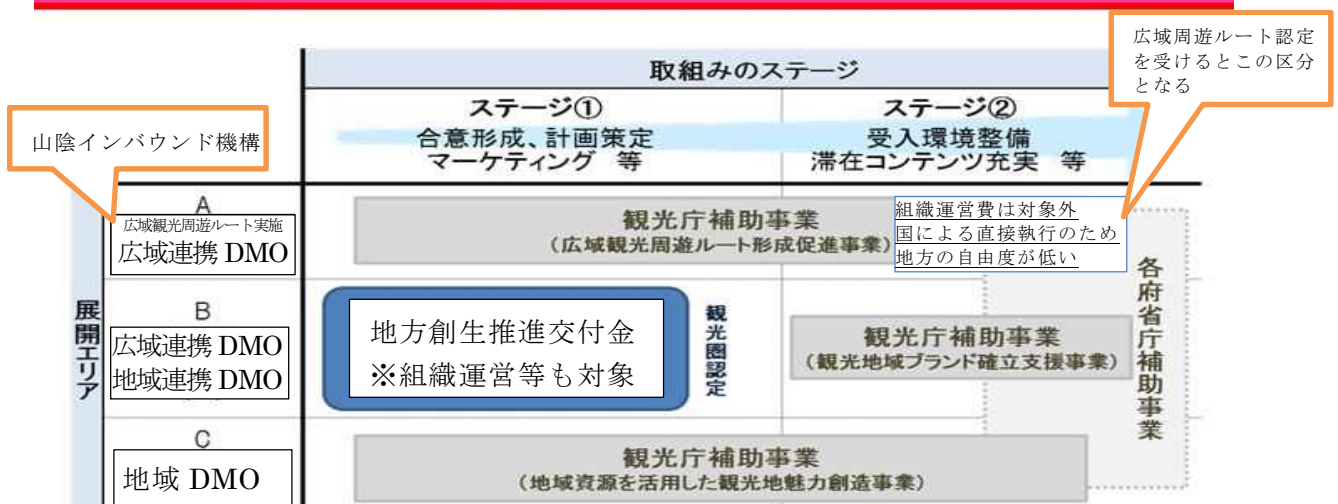 広域周遊ルート認定
を受けるとこの区分
となる
取組みのステージ
山陰インバウンド機構
ステージ①
合意形成、計画策定
マーケティング 等
ステージ②
受入環境整備
滞在コンテンツ充実 等
展開エリア
A
広域観光周遊ルート実施
広域連携 DMO
観光庁補助事業
(広域観光周遊ルート形成促進事業)
組織運営費は対象外
国による直接執行のため
地方の自由度が低い
各府省庁補助事業
B
広域連携 DMO
地域連携 DMO
地方創生推進交付金
※組織運営等も対象
観光圏認定
観光庁補助事業
(観光地域ブランド確立支援事業)
C
地域 DMO
観光庁補助事業
(地域資源を活用した観光地魅力創造事業)